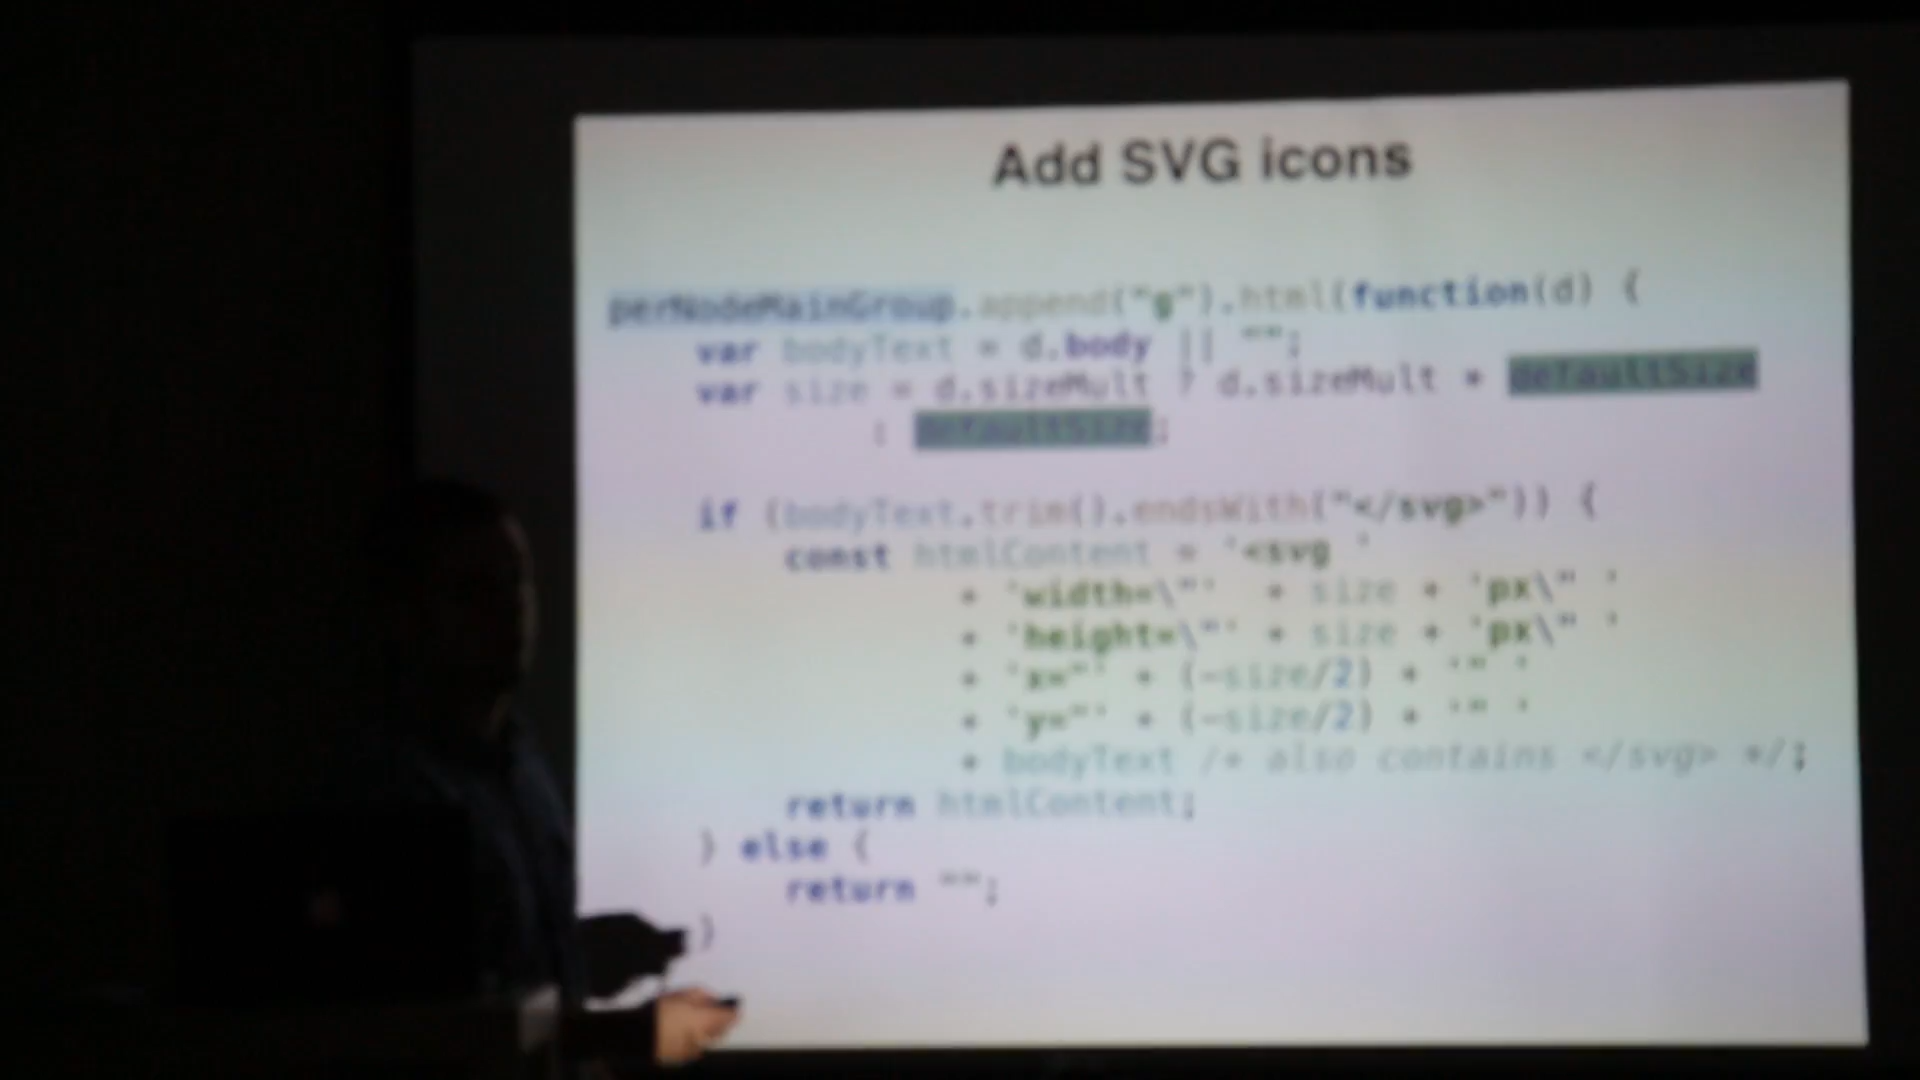 Add SVG icons
perNodeMainGroup.append("g").html(function(d) {
var bodyText = d.body || "";
var size = d.sizeMult ? d.sizeMult * defaultSize
: defaultSize;
if (bodyText.trim().endsWith("</svg>")) {
const htmlContent = '<svg '
+ 'width=\"' + size + 'px\" '
+ 'height=\"' + size + 'px\" '
+ 'x="' + (-size/2) + '" '
+ 'y="' + (-size/2) + '" '
+ bodyText /* also contains </svg> */;
return htmlContent;
} else {
return "";
}